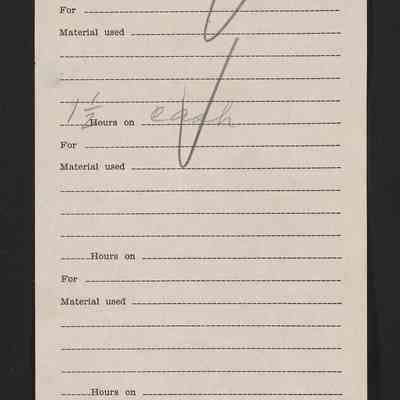 For
Material used
1 1/2 Hours on each
For
Material used
Hours on
For
Material used
Hours on